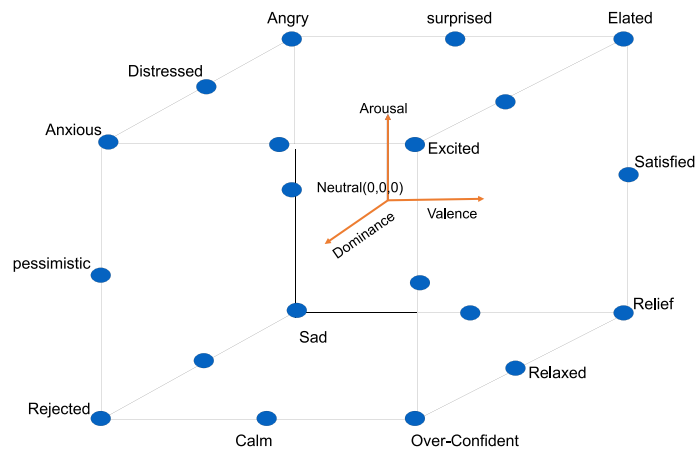 Angry
surprised
Elated
Distressed
Arousal
Anxious
Excited
Satisfied
Neutral(0,0,0)
Valence
Dominance
pessimistic
Relief
Sad
Relaxed
Rejected
Calm
Over-Confident